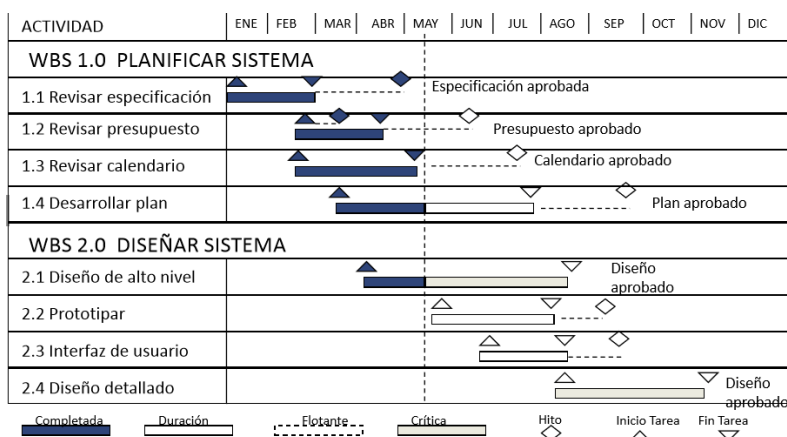 ACTIVIDAD ENE FEB MAR ABR MAY JUN JUL AGO SEP OCT NOV DIC
WBS 1.0 PLANIFICAR SISTEMA
1.1 Revisar especificación Especificación aprobada
1.2 Revisar presupuesto Presupuesto aprobado
1.3 Revisar calendario Calendario aprobado
1.4 Desarrollar plan Plan aprobado
WBS 2.0 DISEÑAR SISTEMA
2.1 Diseño de alto nivel Diseño
aprobado
2.2 Prototipar
2.3 Interfaz de usuario
2.4 Diseño detallado Diseño
aprobado
Completada Duración Flotante Crítica Hito Inicio Tarea Fin Tarea